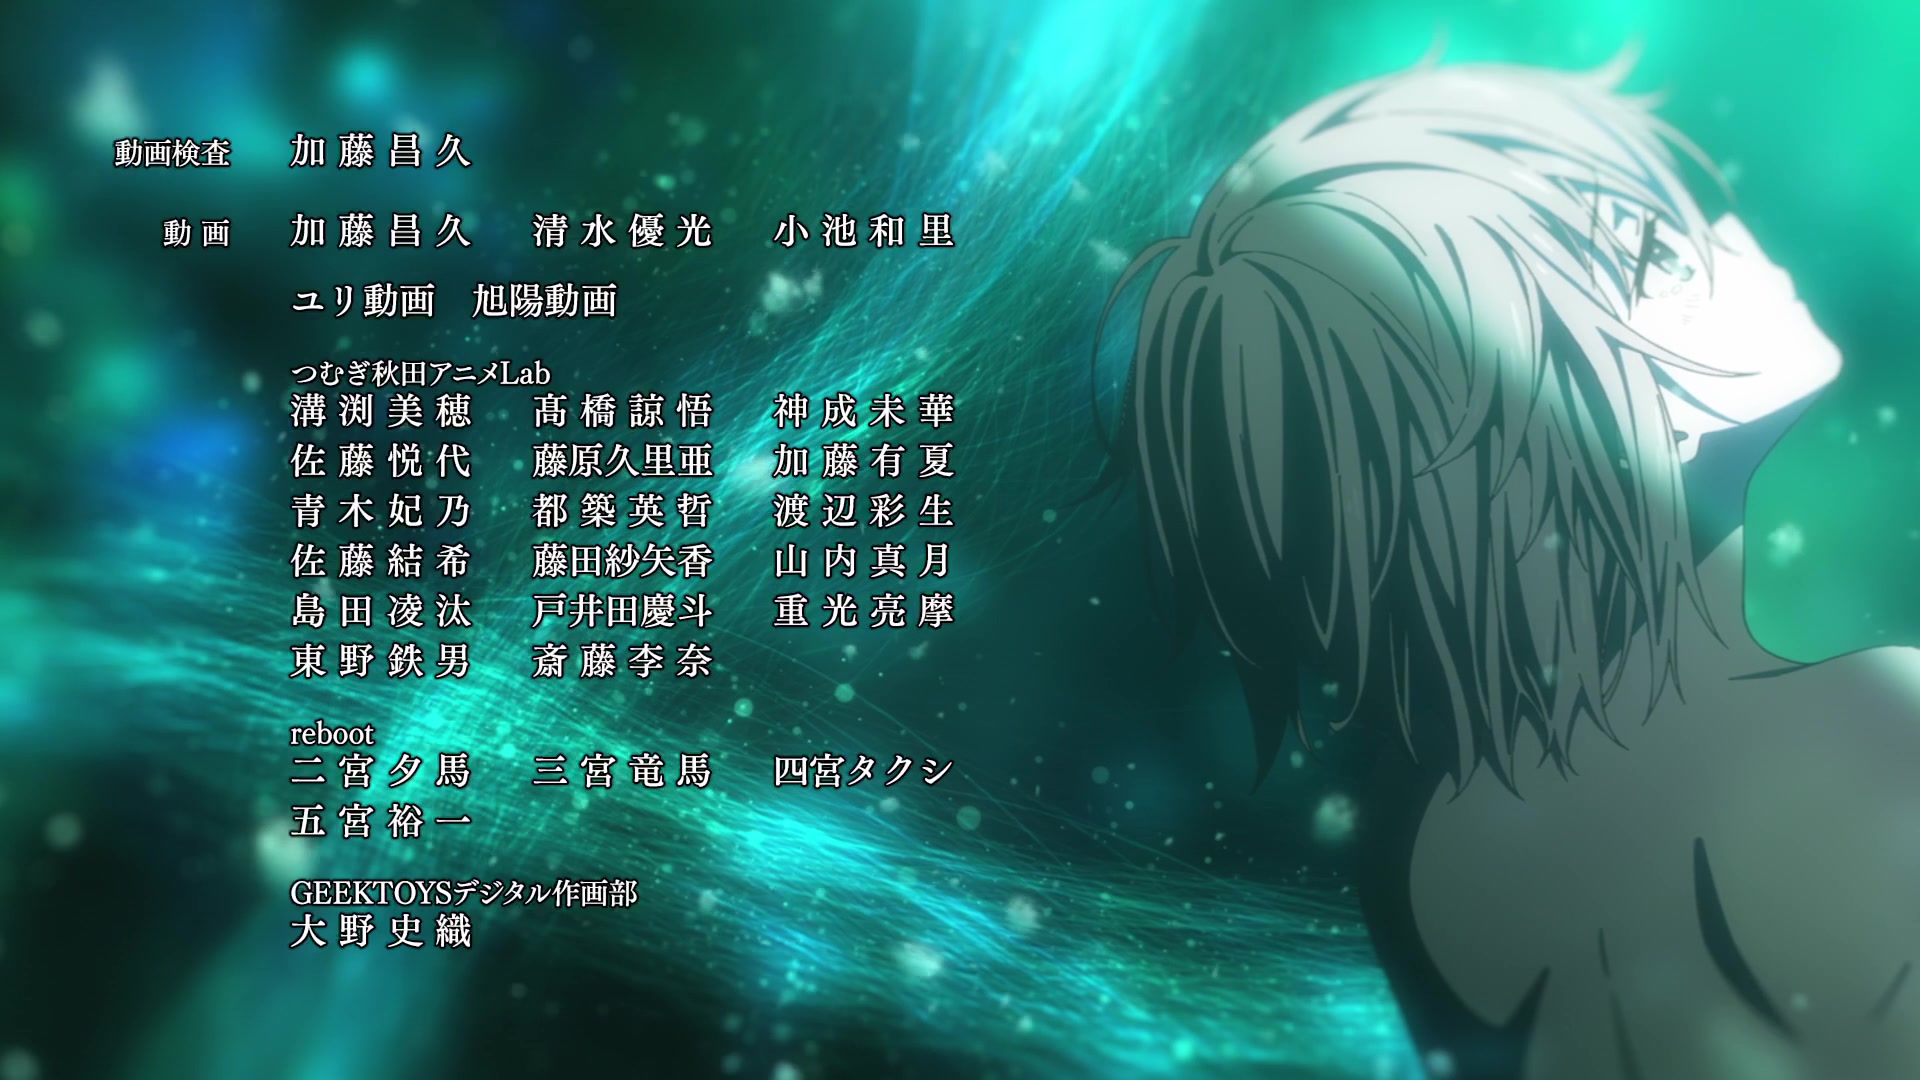 動画検査 加藤昌久
動画 加藤昌久 清水優光 小池和里
ユリ動画 旭陽動画
つむぎ秋田アニメLab
溝渕美穂 髙橋諒悟 神成未華
佐藤悦代 藤原久里亜 加藤有夏
青木妃乃 都築英哲 渡辺彩生
佐藤結希 藤田紗矢香 山内真月
島田凌汰 戸井田慶斗 重光亮摩
東野鉄男 斎藤李奈
reboot
二宮夕馬 三宮竜馬 四宮タクシ
五宮裕一
GEEKTOYSデジタル作画部
大野史織